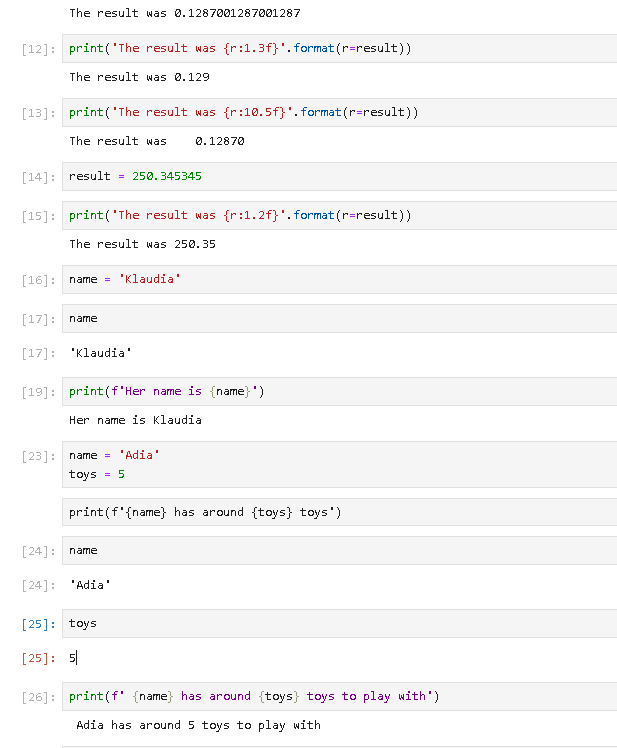 The result was 0.1287001287001287
[12]: print('The result was {r:1.3f}'.format(r=result))
The result was 0.129
[13]: print('The result was {r:10.5f}'.format(r=result))
The result was    0.12870
[14]: result = 250.345345
[15]: print('The result was {r:1.2f}'.format(r=result))
The result was 250.35
[16]: name = 'Klaudia'
[17]: name
[17]: 'Klaudia'
[19]: print(f'Her name is {name}')
Her name is Klaudia
[23]: name = 'Adia'
toys = 5
print(f'{name} has around {toys} toys')
[24]: name
[24]: 'Adia'
[25]: toys
[25]: 5
[26]: print(f' {name} has around {toys} toys to play with')
 Adia has around 5 toys to play with